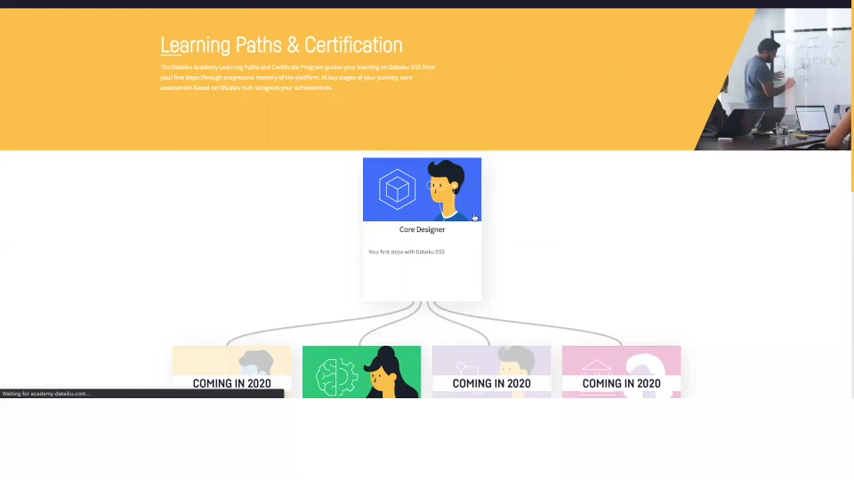 Learning Paths & Certification
The Dataiku Academy Learning Paths and Certificate Program guides your learning on Dataiku DSS from
your first steps through progressive mastery of the platform. At key stages of your journey, earn
assessment-based certificates that recognize your achievements.
Core Designer
Your first steps with Dataiku DSS
COMING IN 2020
COMING IN 2020
COMING IN 2020
Waiting for academy.dataiku.com...